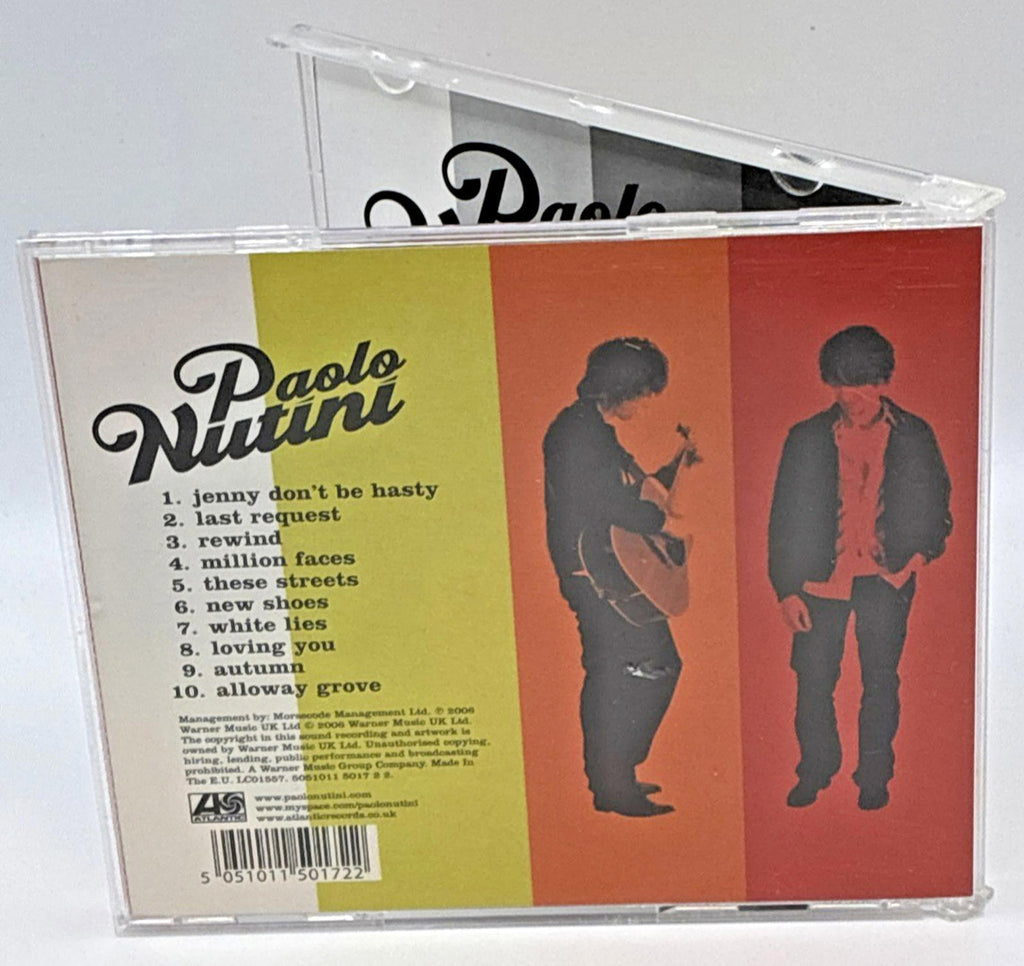 Paolo
Paolo
Nutini
1. jenny don't be hasty
2. last request
3. rewind
4. million faces
5. these streets
6. new shoes
7. white lies
8. loving you
9. autumn
10. alloway grove
Management by: Morsecode Management Ltd. ℗ 2006
Warner Music UK Ltd © 2006 Warner Music UK Ltd.
The copyright in this sound recording and artwork is
owned by Warner Music UK Ltd. Unauthorised copying,
hiring, lending, public performance and broadcasting
prohibited. A Warner Music Group Company. Made In
The E.U. LC01557. 5051011 5017 2 2.
ATLANTIC
www.paolonutini.com
www.myspace.com/paolonutini
www.atlanticrecords.co.uk
5 051011 501722